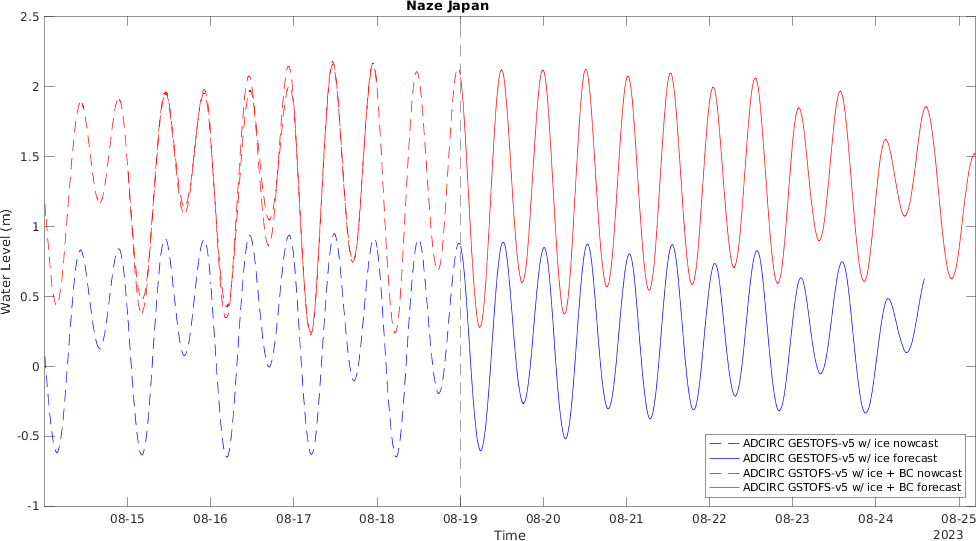 Naze Japan
2.5
2
1.5
1
0.5
0
-0.5
-1
Water Level (m)
08-15 08-16 08-17 08-18 08-19 08-20 08-21 08-22 08-23 08-24 08-25
Time
2023
ADCIRC GESTOFS-v5 w/ ice nowcast
ADCIRC GESTOFS-v5 w/ ice forecast
ADCIRC GSTOFS-v5 w/ ice + BC nowcast
ADCIRC GSTOFS-v5 w/ ice + BC forecast